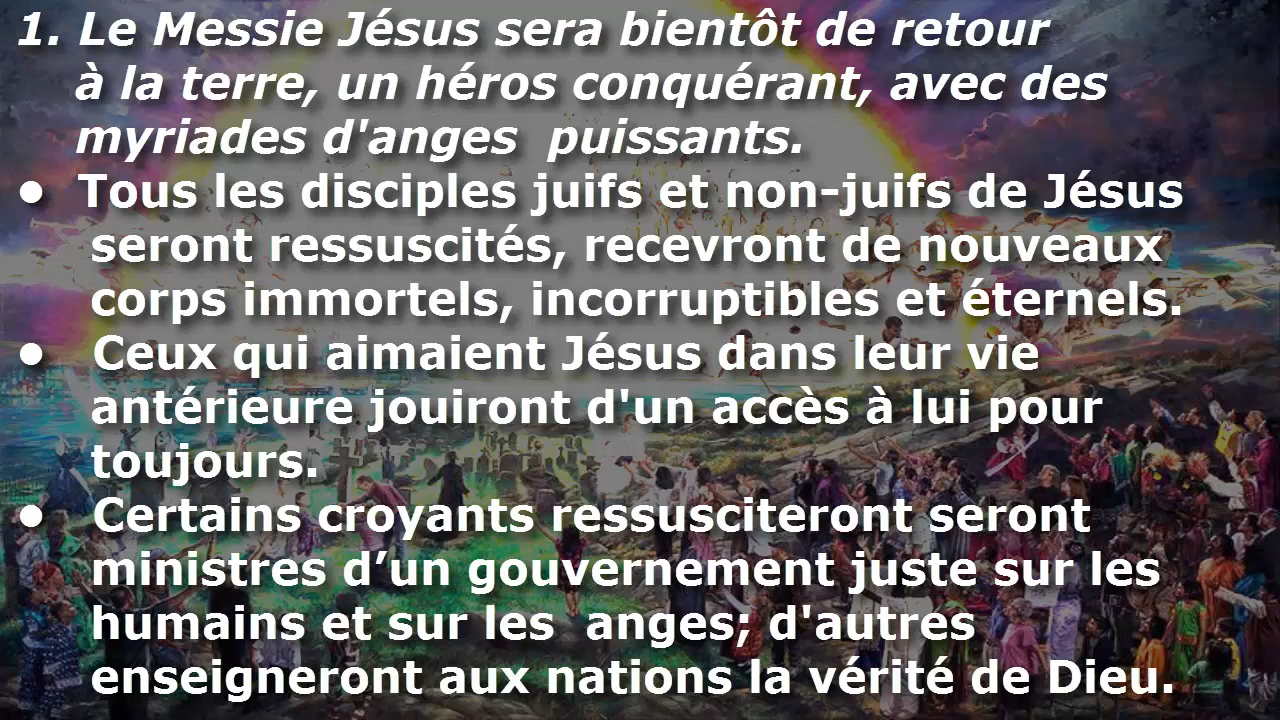 1. Le Messie Jésus sera bientôt de retour
à la terre, un héros conquérant, avec des
myriades d'anges  puissants.
• Tous les disciples juifs et non-juifs de Jésus
seront ressuscités, recevront de nouveaux
corps immortels, incorruptibles et éternels.
• Ceux qui aimaient Jésus dans leur vie
antérieure jouiront d'un accès à lui pour
toujours.
• Certains croyants ressusciteront seront
ministres d’un gouvernement juste sur les
humains et sur les  anges; d'autres
enseigneront aux nations la vérité de Dieu.